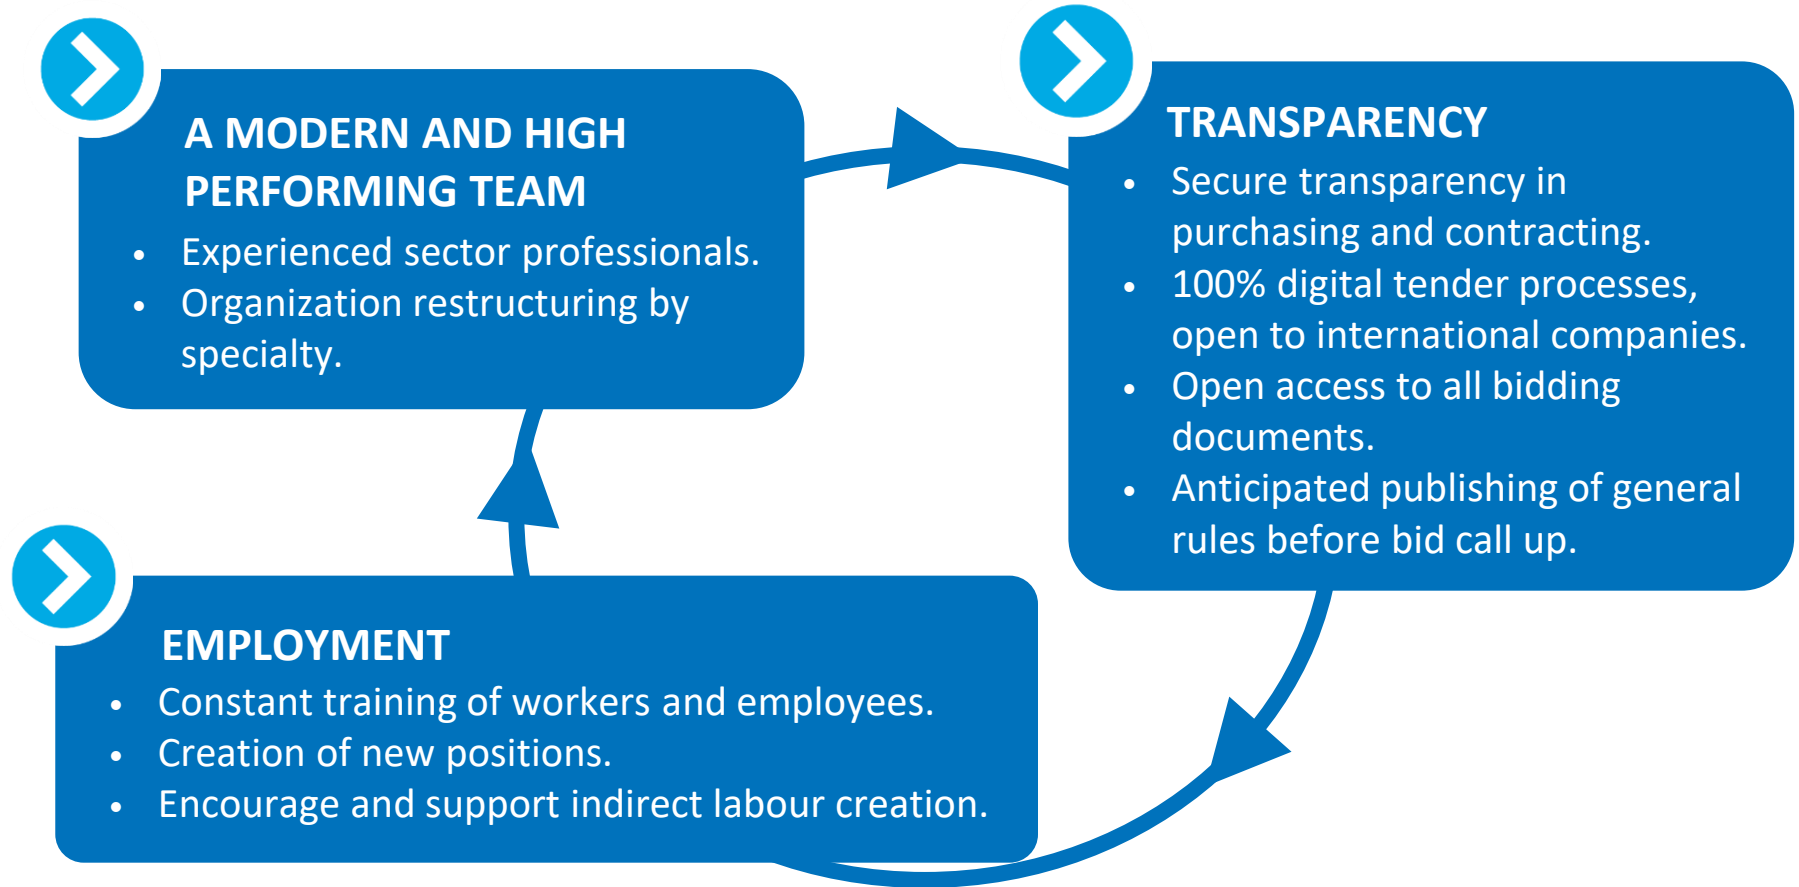 A MODERN AND HIGH
PERFORMING TEAM
• Experienced sector professionals.
• Organization restructuring by
specialty.
TRANSPARENCY
• Secure transparency in
purchasing and contracting.
• 100% digital tender processes,
open to international companies.
• Open access to all bidding
documents.
• Anticipated publishing of general
rules before bid call up.
EMPLOYMENT
• Constant training of workers and employees.
• Creation of new positions.
• Encourage and support indirect labour creation.